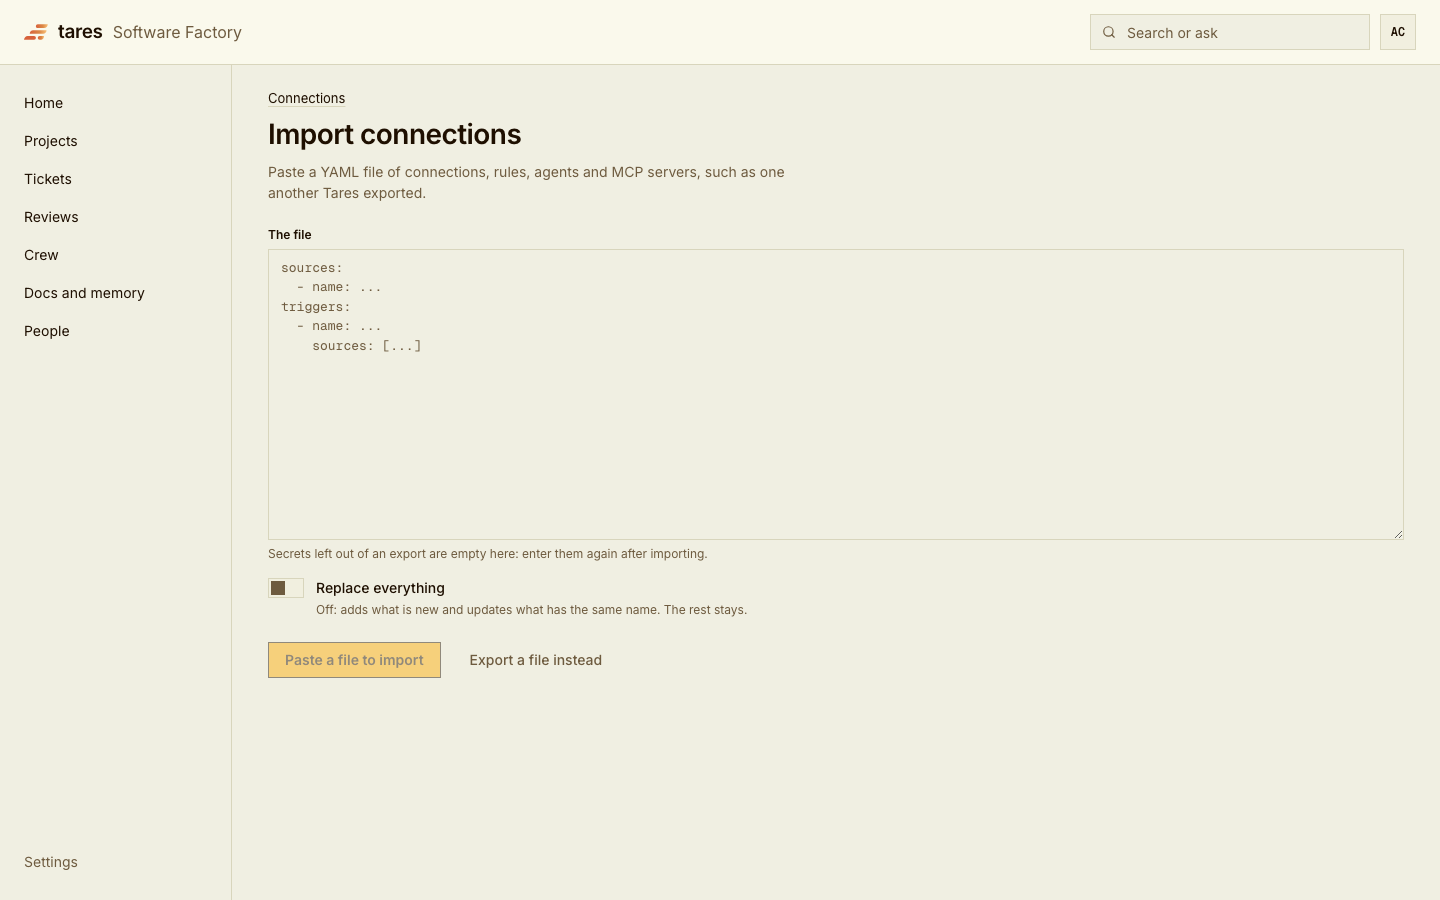 tares Software Factory
Search or ask
AC
Home
Projects
Tickets
Reviews
Crew
Docs and memory
People
Settings
Connections
Import connections
Paste a YAML file of connections, rules, agents and MCP servers, such as one
another Tares exported.
The file
sources:
  - name: ...
triggers:
  - name: ...
    sources: [...]
Secrets left out of an export are empty here: enter them again after importing.
Replace everything
Off: adds what is new and updates what has the same name. The rest stays.
Paste a file to import
Export a file instead